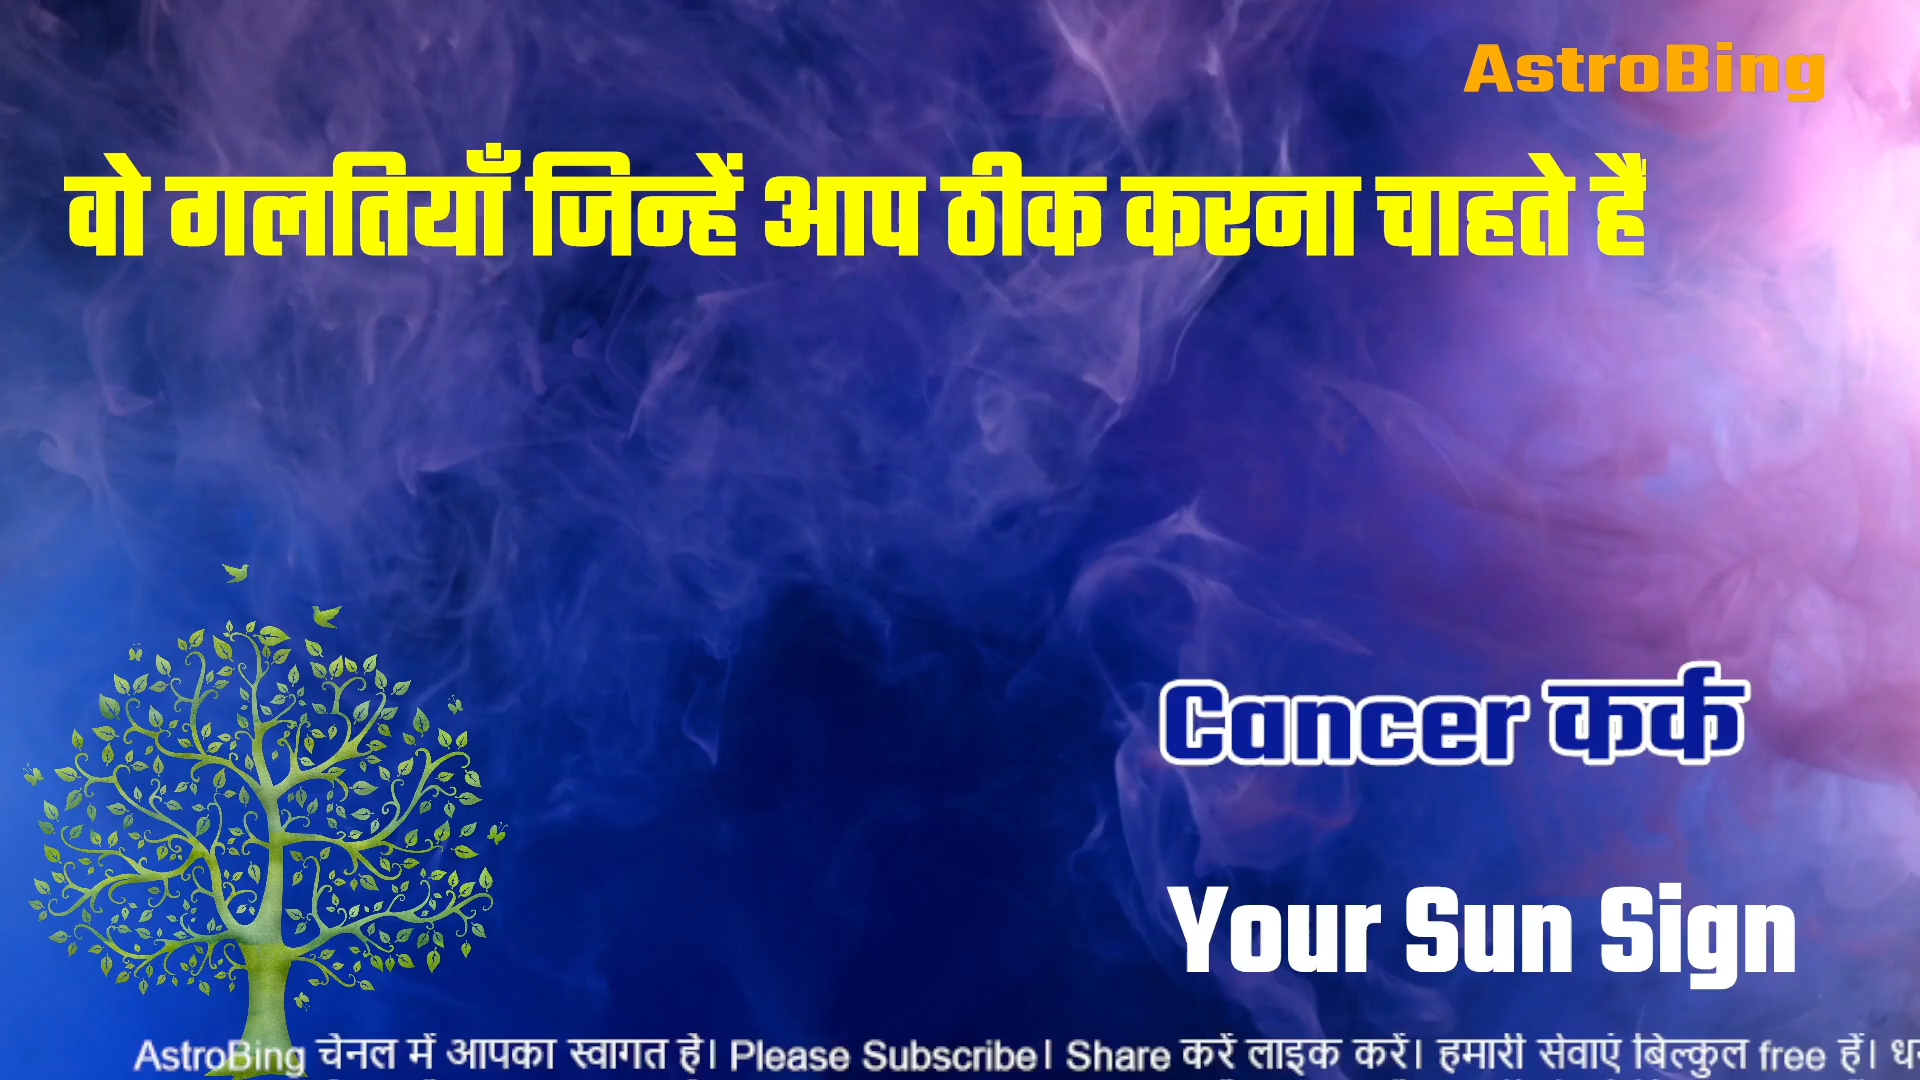 AstroBing
वो गलतियाँ जिन्हें आप ठीक करना चाहते हैं
Cancer कर्क
Your Sun Sign
AstroBing चेनल में आपका स्वागत हे। Please Subscribe। Share करें लाइक करें। हमारी सेवाएं बिल्कुल free हें।